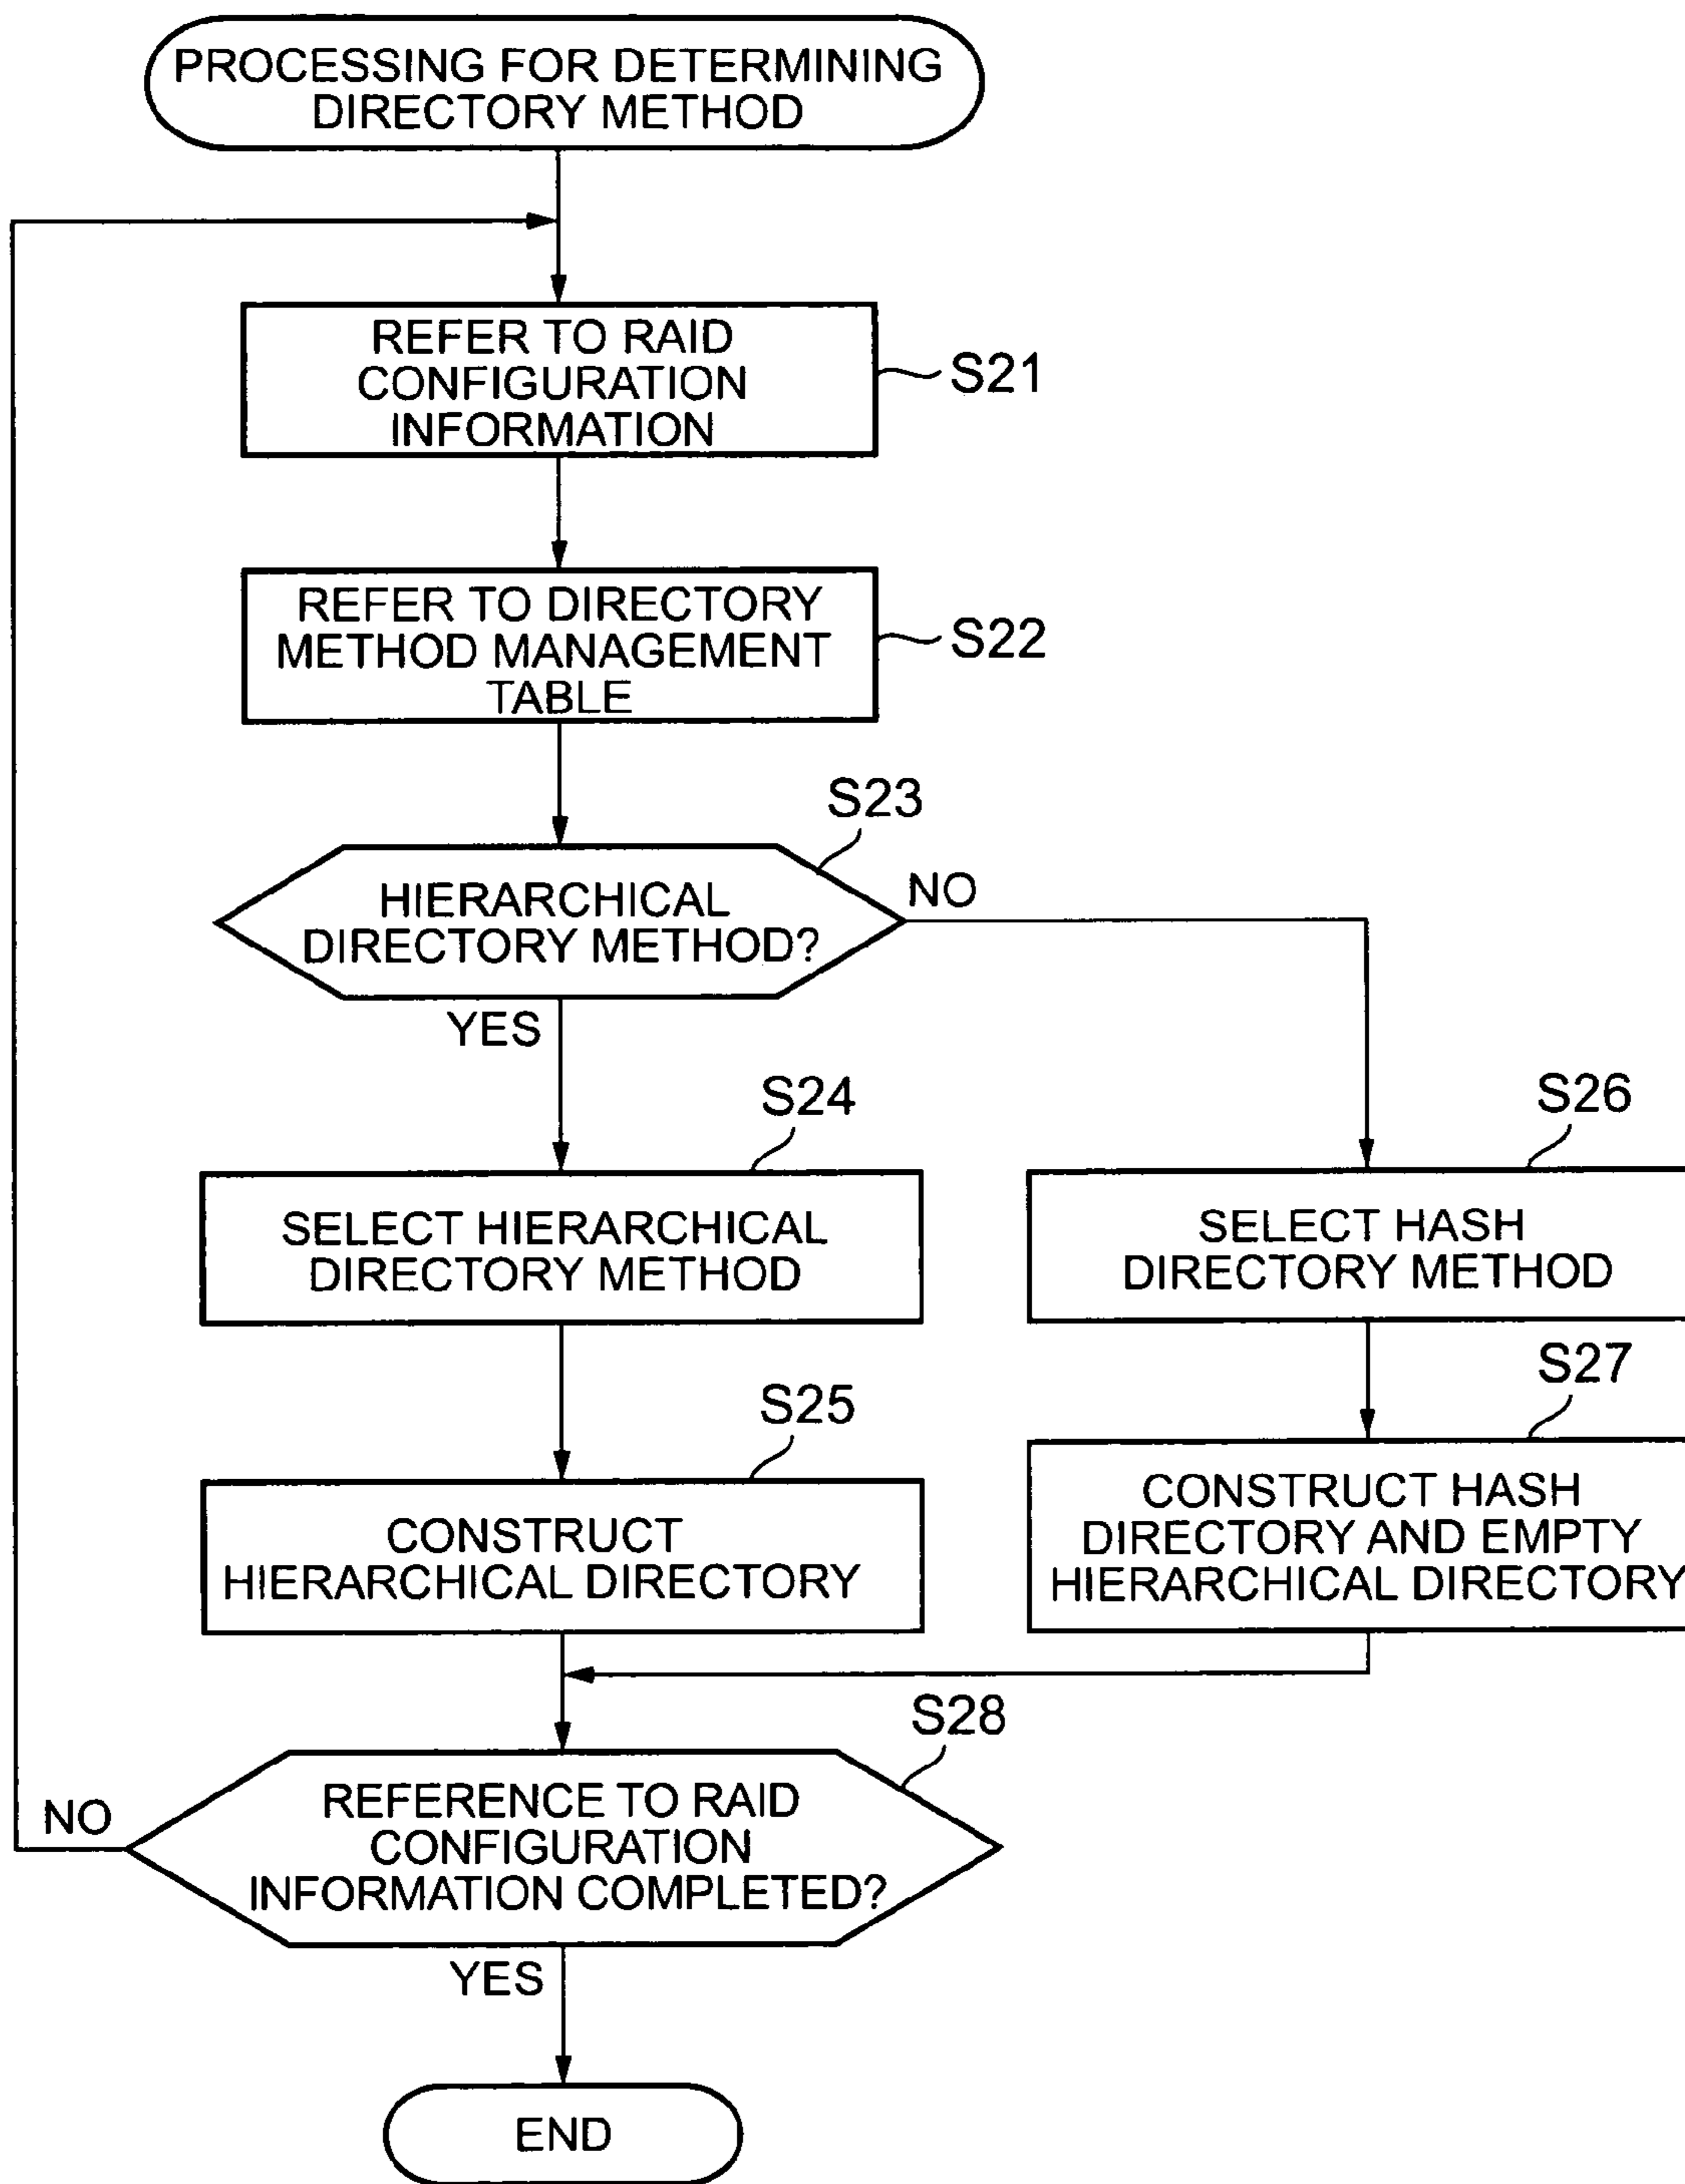 PROCESSING FOR DETERMINING
DIRECTORY METHOD
REFER TO RAID
CONFIGURATION
INFORMATION
S21
REFER TO DIRECTORY
METHOD MANAGEMENT
TABLE
S22
S23
HIERARCHICAL
DIRECTORY METHOD?
NO
YES
S24
SELECT HIERARCHICAL
DIRECTORY METHOD
S26
SELECT HASH
DIRECTORY METHOD
S25
CONSTRUCT
HIERARCHICAL DIRECTORY
S27
CONSTRUCT HASH
DIRECTORY AND EMPTY
HIERARCHICAL DIRECTORY
S28
REFERENCE TO RAID
CONFIGURATION
INFORMATION COMPLETED?
NO
YES
END